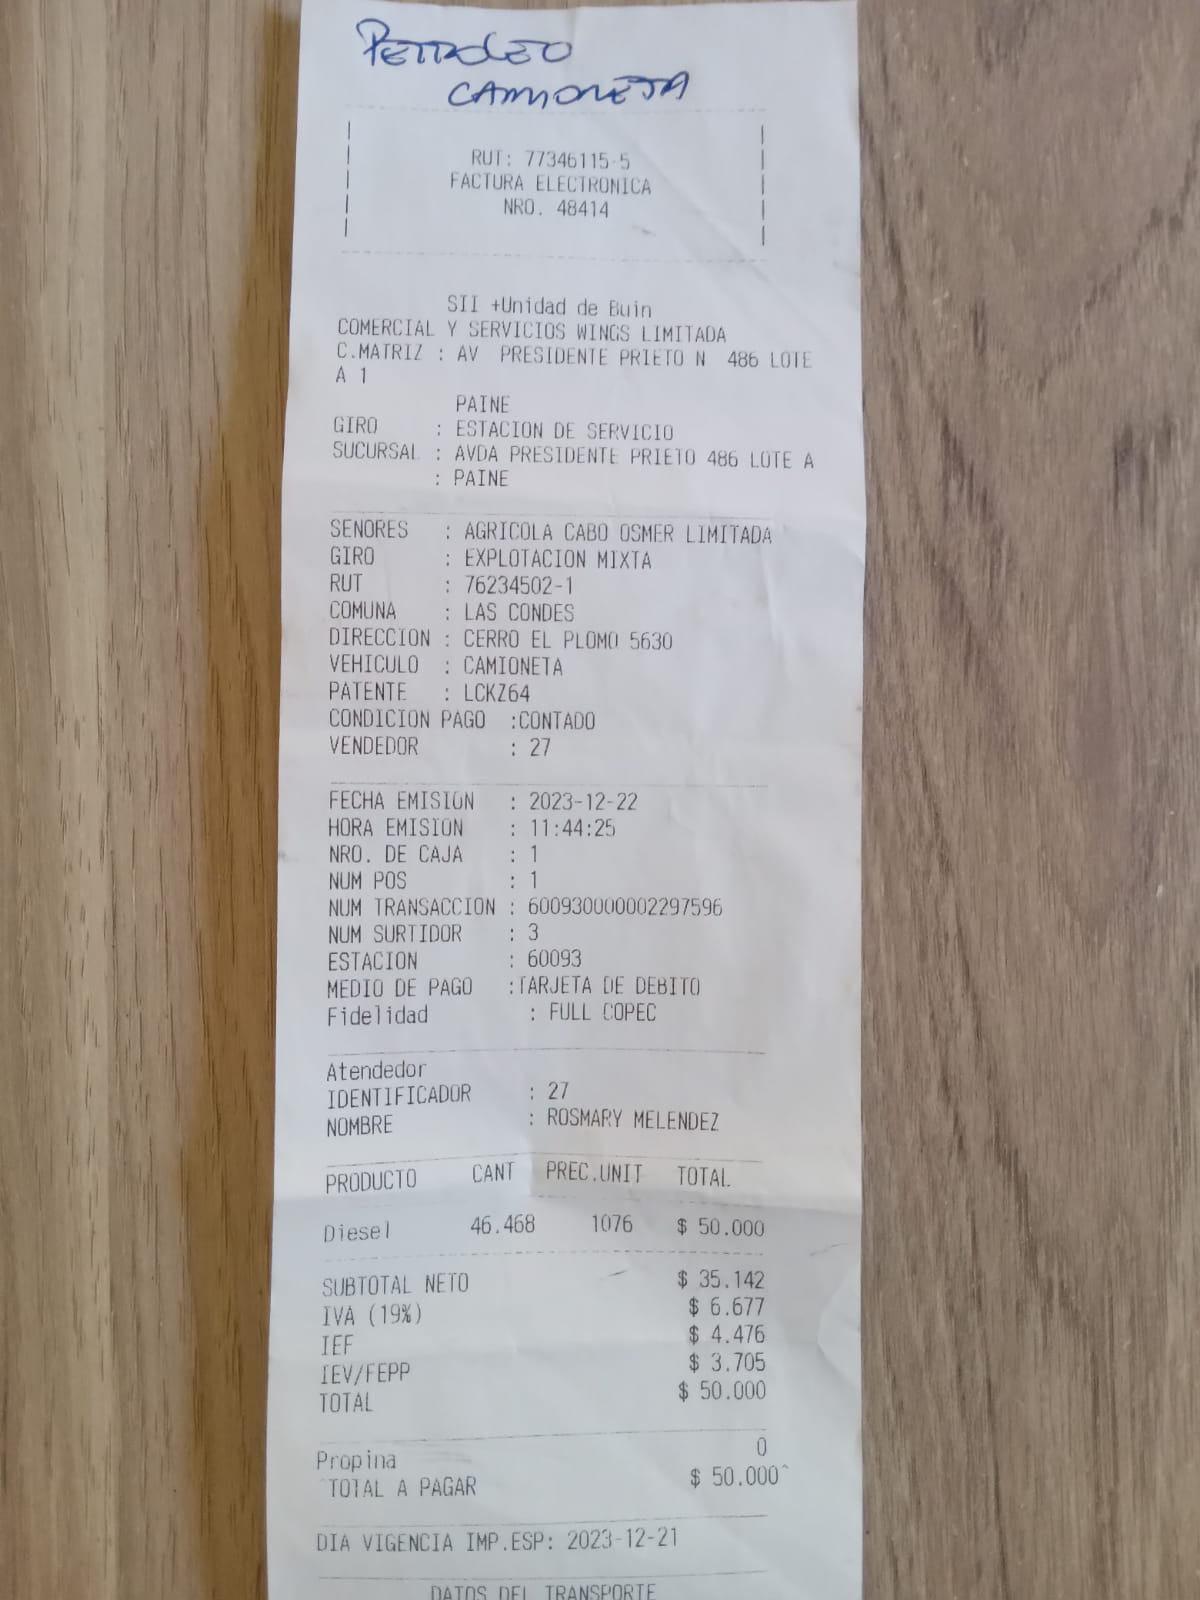 PETROLEO
CAMIONETA
RUT: 77346115-5
FACTURA ELECTRONICA
NRO. 48414
SII +Unidad de Buin
COMERCIAL Y SERVICIOS WINGS LIMITADA
C.MATRIZ : AV PRESIDENTE PRIETO N 486 LOTE
A 1
PAINE
GIRO : ESTACION DE SERVICIO
SUCURSAL : AVDA PRESIDENTE PRIETO 486 LOTE A
: PAINE
SENORES : AGRICOLA CABO OSMER LIMITADA
GIRO : EXPLOTACION MIXTA
RUT : 76234502-1
COMUNA : LAS CONDES
DIRECCION : CERRO EL PLOMO 5630
VEHICULO : CAMIONETA
PATENTE : LCKZ64
CONDICION PAGO :CONTADO
VENDEDOR : 27
FECHA EMISION : 2023-12-22
HORA EMISION : 11:44:25
NRO. DE CAJA : 1
NUM POS : 1
NUM TRANSACCION : 600930000002297596
NUM SURTIDOR : 3
ESTACION : 60093
MEDIO DE PAGO :TARJETA DE DEBITO
Fidelidad : FULL COPEC
Atendedor
IDENTIFICADOR : 27
NOMBRE : ROSMARY MELENDEZ
PRODUCTO CANT PREC.UNIT TOTAL
Diesel 46.468 1076 $ 50.000
SUBTOTAL NETO $ 35.142
IVA (19%) $ 6.677
IEF $ 4.476
IEV/FEPP $ 3.705
TOTAL $ 50.000
Propina 0
TOTAL A PAGAR $ 50.000
DIA VIGENCIA IMP.ESP: 2023-12-21
DATOS DEL TRANSPORTE